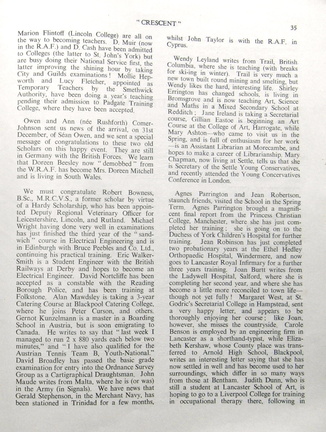 " CRESCENT "
35
Marion Flintoff (Lincoln College) are all on
the way to becoming teachers. D. Muir (now
in the R.A.F.) and D. Cash have been admitted
to Colleges (the latter to St. John's York) but
are busy doing their National Service first, the
latter improving the shining hour by taking
City and Guilds examinations! Mollie Hep-
worth and Lucy Fletcher, appointed as
Temporary Teachers by the Smethwick
Authority, have been doing a year's teaching
pending their admission to Padgate Training
College, where they have been accepted.
Owen and Ann (née Rushforth) Comer-
Johnson sent us news of the arrival, on 31st
December, of Séan Owen, and we sent a special
message of congratulations to these two old
Scholars on this happy event. They are still
in Germany with the British Forces. We learn
that Doreen Beesley now " demobbed " from
the W.R.A.F. has become Mrs. Doreen Mitchell
and is living in South Wales.
We must congratulate Robert Bowness,
B.Sc., M.R.C.V.S., a former scholar by virtue
of a Hardy Scholarship, who has been appoin-
ted Deputy Regional Veterinary Officer for
Leicestershire, Lincoln, and Rutland. Michael
Wright having done very well in examinations
has just finished the third year of the " sand-
wich " course in Electrical Engineering and is
in Edinburgh with Bruce Peebles and Co. Ltd.,
continuing his practical training. Eric Walker-
Smith is a Student Engineer with the British
Railways at Derby and hopes to become an
Electrical Engineer. David Northcliffe has been
accepted as a constable with the Reading
Borough Police, and has been training at
Folkstone. Alan Mawdsley is taking a 3-year
Catering Course at Blackpool Catering College,
where he joins Peter Carson, and others.
Gernot Kunzelmann is a master in a Boarding
School in Austria, but is soon emigrating to
Canada. He writes to say that " last week I
managed to run 2 x 880 yards each below two
minutes," and " I have also qualified for the
Austrian Tennis Team B, Youth-National."
David Broadley has passed the basic grade
examination for entry into the Ordnance Survey
Group as a Cartigraphical Draughtsman. John
Maude writes from Malta, where he is (or was)
in the Army (in Signals). We have news that
Gerald Stephenson, in the Merchant Navy, has
been stationed in Trinidad for a few months,
whilst John Taylor is with the R.A.F. in
Cyprus.
Wendy Leyland writes from Trail, British
Columbia, where she is teaching (with breaks
for ski-ing in winter). Trail is very much a
new town built round mining and smelting, but
Wendy likes the hard, interesting life. Shirley
Errington has changed schools, is living in
Bromsgrove and is now teaching Art, Science
and Maths in a Mixed Secondary School at
Redditch ; Jane Ireland is taking a Secretarial
course, Gillian Eastoe is beginning an Art
Course at the College of Art, Harrogate, while
Mary Ashton—who came to visit us in the
Spring, and is full of enthusiasm for her work
—is an Assistant Librarian at Morecambe, and
hopes to make a career of Librarianship. Mary
Chapman, now living at Settle, tells us that she
is Secretary of the Settle Young Conservatives,
and recently attended the Young Conservatives
Conference in London.
Agnes Parrington and Jean Robertson,
staunch friends, visited the School in the Spring
Term. Agnes Parrington brought a magnifi-
cent final report from the Princess Christian
College, Manchester, where she has just com-
pleted her training ; she is going on to the
Duchess of York Children's Hospital for further
training. Jean Robinson has just completed
two probationary years at the Ethel Hedley
Orthopaedic Hospital, Windermere, and now
goes to Lancaster Royal Infirmary for a further
three years training. Joan Burit writes from
the Ladywell Hospital, Salford, where she is
completing her second year, and where she has
become a little more reconciled to town life—
though not yet fully ! Margaret West, at St.
Godric's Secretarial College in Hampstead, sent
a very happy letter, and appears to be
thoroughly enjoying her course ; like Joan,
however, she misses the countryside. Carole
Benson is employed by an engineering firm in
Lancaster as a shorthand-typist, while Eliza-
beth Kershaw, whose County place was trans-
ferred to Arnold High School, Blackpool,
writes an interesting letter saying that she has
now settled in well and has become used to her
surroundings, which differ in so many ways
from those at Bentham. Judith Dunn, who is
still a student at Lancaster School of Art, is
hoping to go to a Liverpool College for training
in occupational therapy there, following in